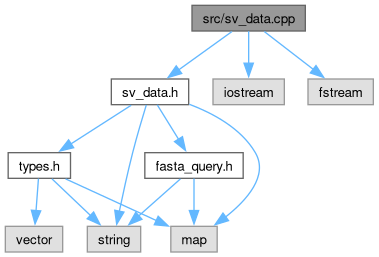 src/sv_data.cpp
sv_data.h
iostream
fstream
types.h
fasta_query.h
vector
string
map